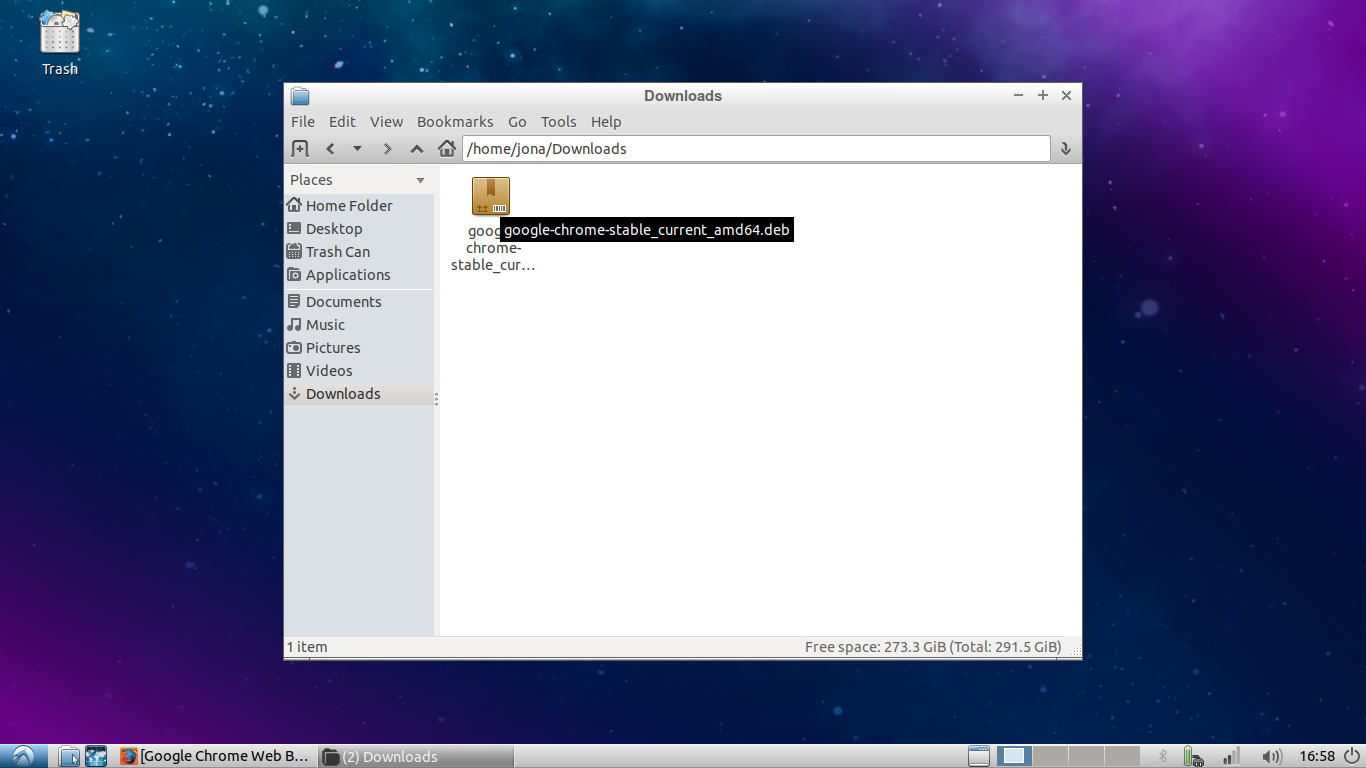 Trash
Downloads
File Edit View Bookmarks Go Tools Help
/home/jona/Downloads
Places
Home Folder
Desktop
Trash Can
Applications
Documents
Music
Pictures
Videos
Downloads
google-chrome-stable_current_amd64.deb
chrome-
stable_cur…
1 item
Free space: 273.3 GiB (Total: 291.5 GiB)
[Google Chrome Web B…
(2) Downloads
16:58